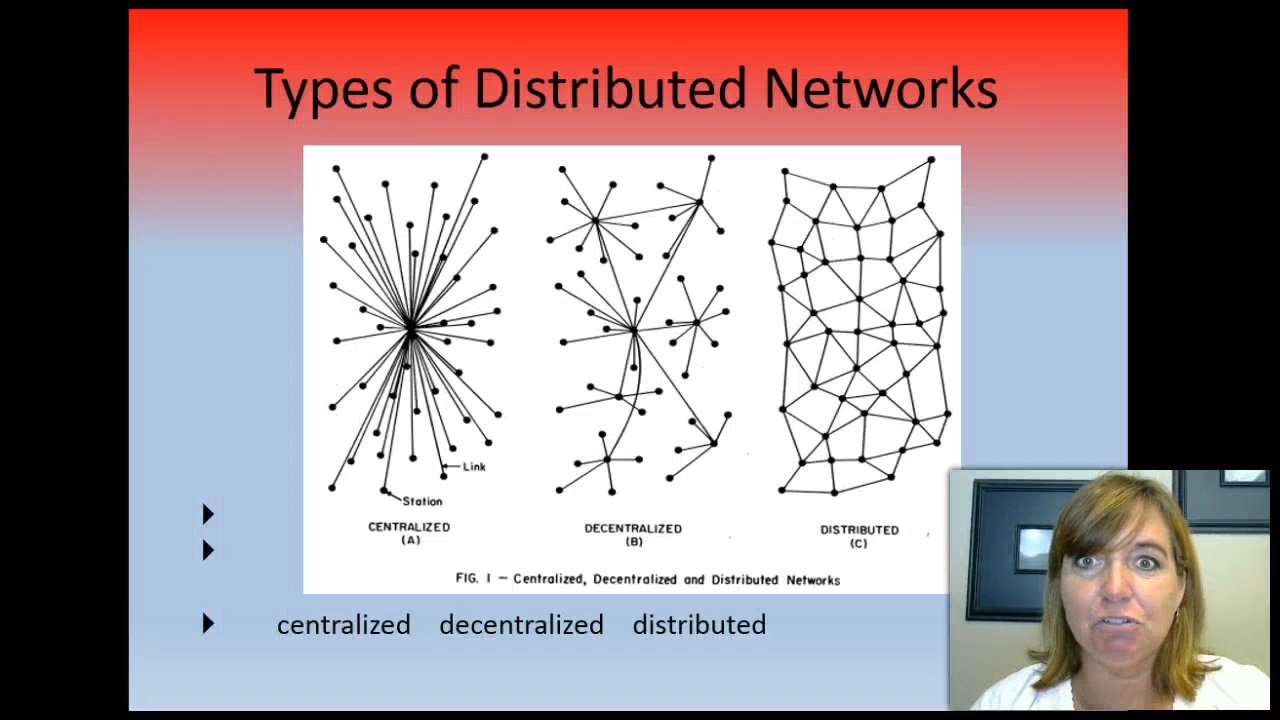 Types of Distributed Networks
Link
Station
CENTRALIZED
(A)
DECENTRALIZED
(B)
DISTRIBUTED
(C)
FIG. I — Centralized, Decentralized and Distributed Networks
centralized decentralized distributed